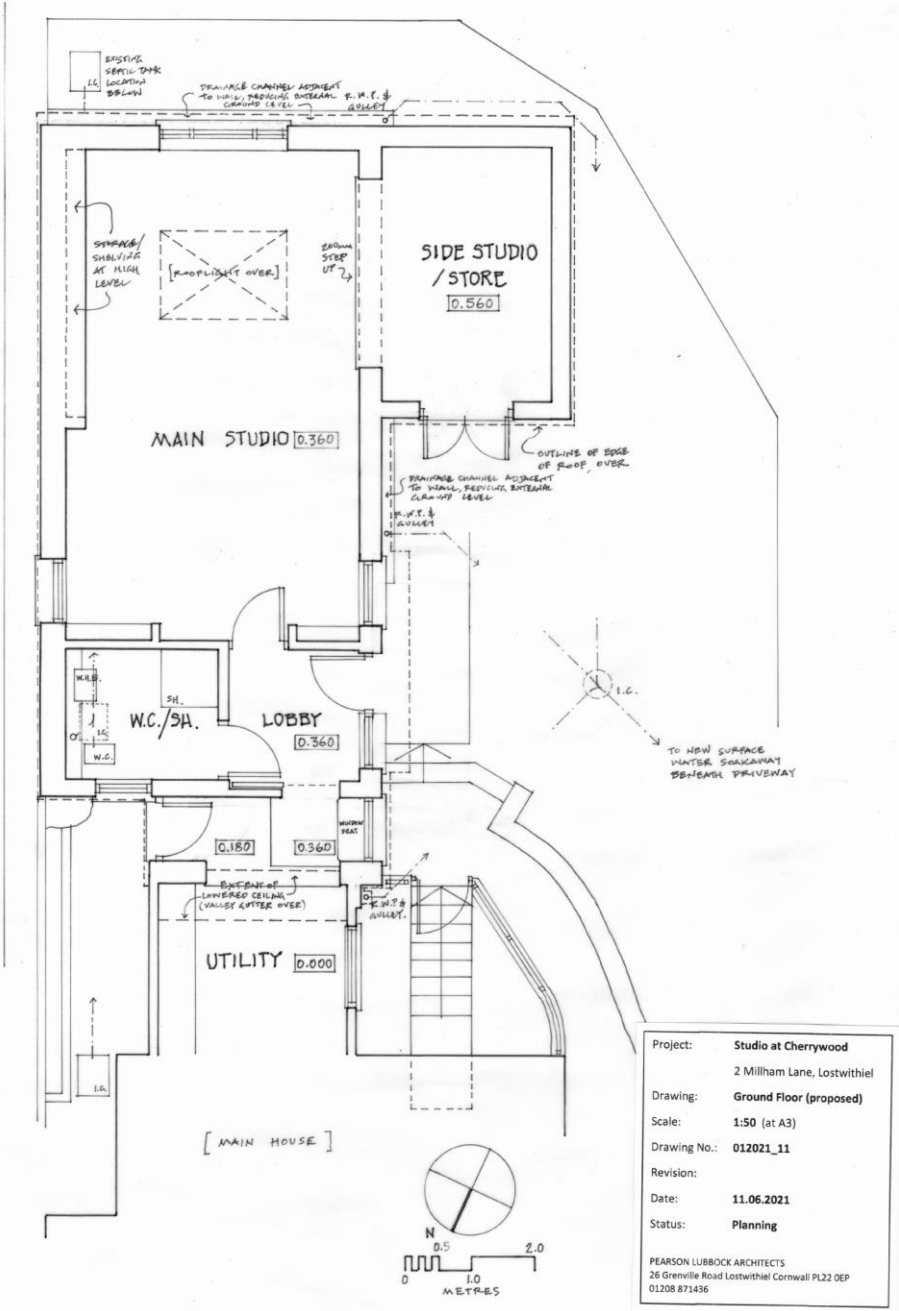 EXISTING
SEPTIC TANK
LOCATION
BELOW
I.C.
DRAINAGE CHANNEL ADJACENT
TO WALL, REDUCING EXTERNAL
GROUND LEVEL
R.W.P. &
GULLEY
STORAGE/
SHELVING
AT HIGH
LEVEL
[ROOFLIGHT OVER]
200mm
STEP
UP
SIDE STUDIO
/STORE
0.560
MAIN STUDIO 0.360
OUTLINE OF EDGE
OF ROOF OVER
DRAINAGE CHANNEL ADJACENT
TO WALL, REDUCING EXTERNAL
GROUND LEVEL
R.W.P. &
GULLEY
W.H.B.
SH.
W.C./SH.
I.C.
W.C.
LOBBY
0.360
I.C.
TO NEW SURFACE
WATER SOAKAWAY
BENEATH DRIVEWAY
0.180
0.360
WINDOW
SEAT
EXTENT OF
LOWERED CEILING
(VALLEY GUTTER OVER)
R.W.P. &
GULLEY.
UTILITY 0.000
I.C.
[MAIN HOUSE]
N
0.5
2.0
0
1.0
METRES
Project: Studio at Cherrywood
2 Millham Lane, Lostwithiel
Drawing: Ground Floor (proposed)
Scale: 1:50 (at A3)
Drawing No.: 012021_11
Revision:
Date: 11.06.2021
Status: Planning
PEARSON LUBBOCK ARCHITECTS
26 Grenville Road Lostwithiel Cornwall PL22 0EP
01208 871436